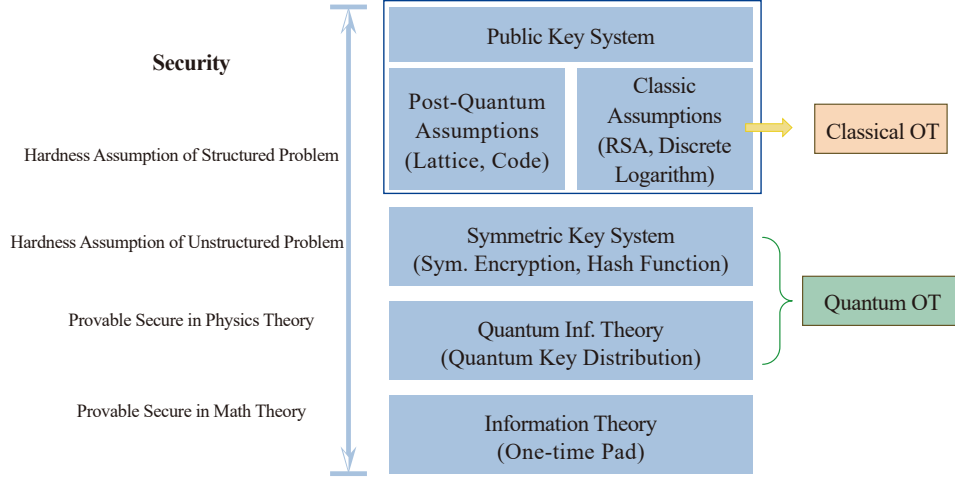 Security
Hardness Assumption of Structured Problem
Hardness Assumption of Unstructured Problem
Provable Secure in Physics Theory
Provable Secure in Math Theory
Public Key System
Post-Quantum
Assumptions
(Lattice, Code)
Classic
Assumptions
(RSA, Discrete
Logarithm)
Classical OT
Symmetric Key System
(Sym. Encryption, Hash Function)
Quantum Inf. Theory
(Quantum Key Distribution)
Quantum OT
Information Theory
(One-time Pad)